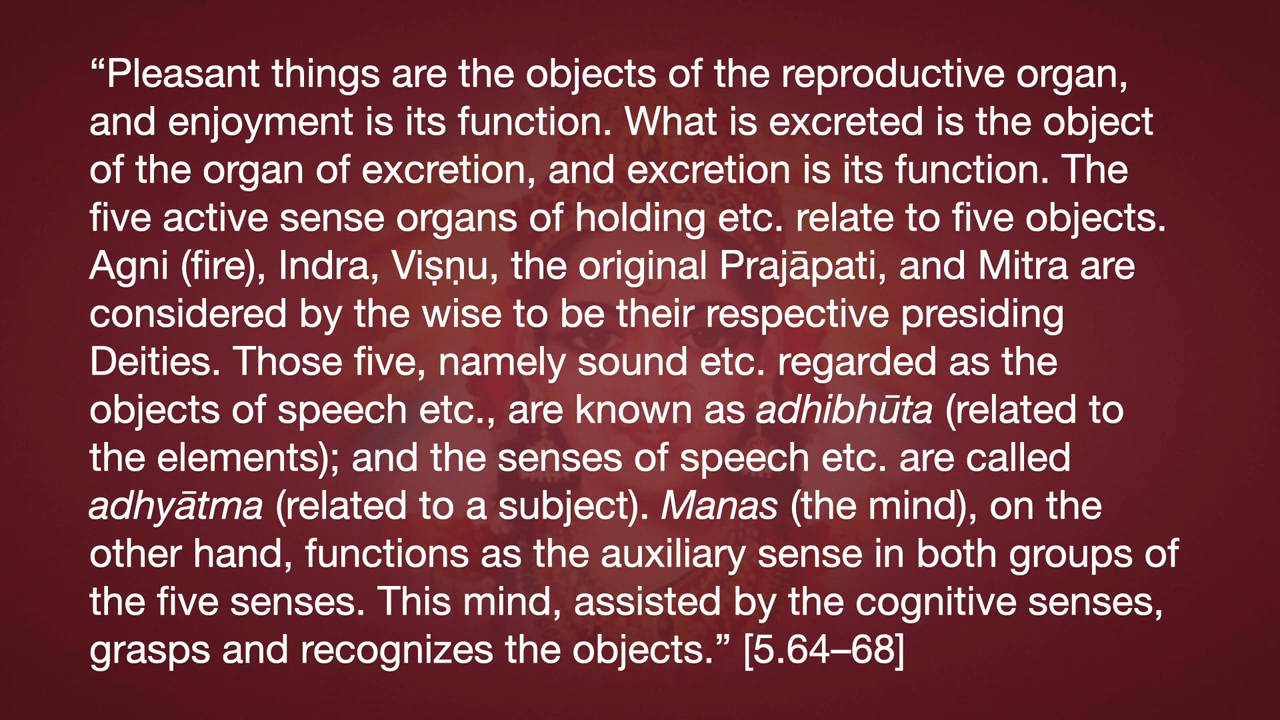 “Pleasant things are the objects of the reproductive organ,
and enjoyment is its function. What is excreted is the object
of the organ of excretion, and excretion is its function. The
five active sense organs of holding etc. relate to five objects.
Agni (fire), Indra, Viṣṇu, the original Prajāpati, and Mitra are
considered by the wise to be their respective presiding
Deities. Those five, namely sound etc. regarded as the
objects of speech etc., are known as adhibhūta (related to
the elements); and the senses of speech etc. are called
adhyātma (related to a subject). Manas (the mind), on the
other hand, functions as the auxiliary sense in both groups of
the five senses. This mind, assisted by the cognitive senses,
grasps and recognizes the objects.” [5.64–68]